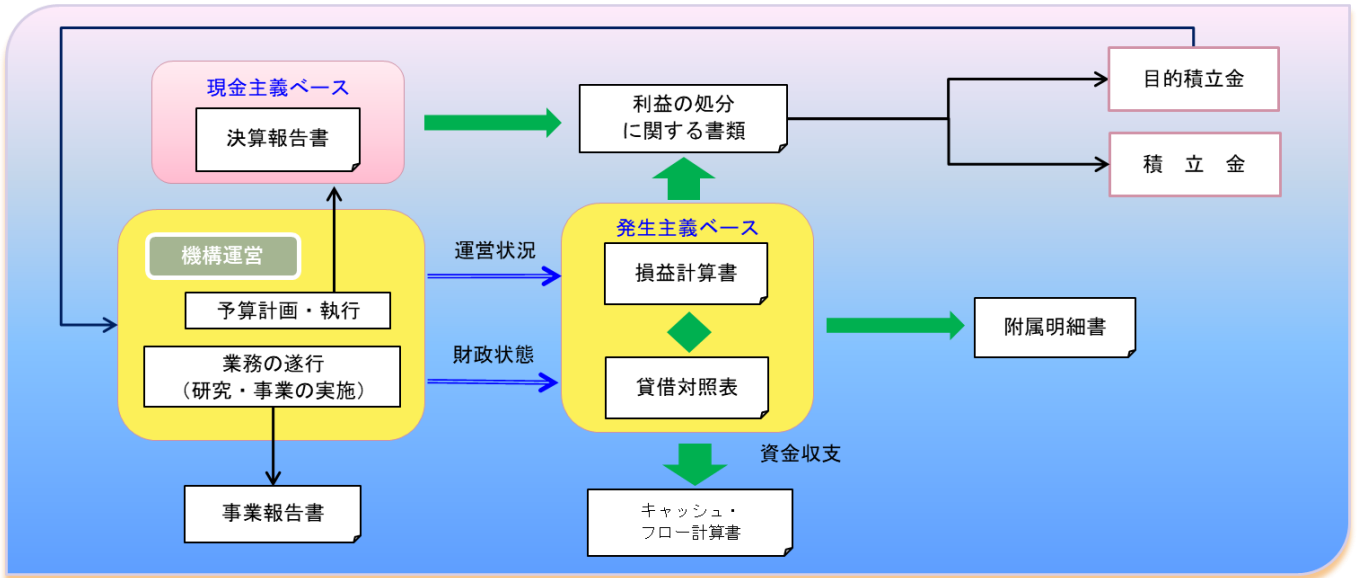 現金主義ベース
決算報告書
利益の処分
に関する書類
目的積立金
積 立 金
機構運営
予算計画・執行
業務の遂行
（研究・事業の実施）
運営状況
財政状態
発生主義ベース
損益計算書
貸借対照表
附属明細書
事業報告書
資金収支
キャッシュ・
フロー計算書